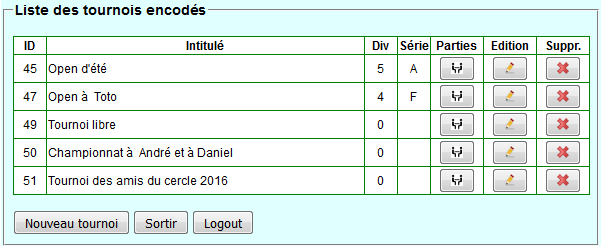 Liste des tournois encodés
ID Intitulé Div Série Parties Edition Suppr.
45 Open d'été 5 A
47 Open à  Toto 4 F
49 Tournoi libre 0
50 Championnat à  André et à Daniel 0
51 Tournoi des amis du cercle 2016 0
Nouveau tournoi Sortir Logout